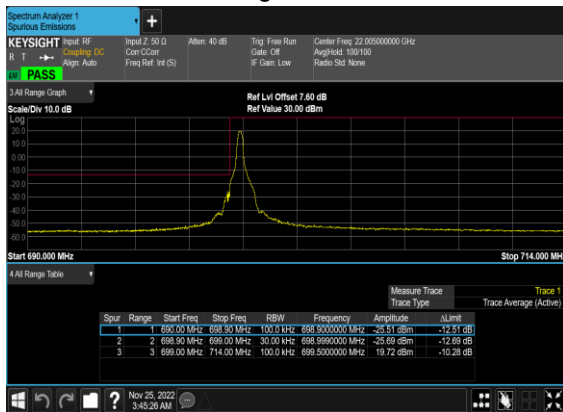 Spectrum Analyzer 1
Spurious Emissions
KEYSIGHT Input: RF Input Z: 50 Ω Atten: 40 dB Trig: Free Run Center Freq: 22.005000000 GHz
R T Coupling: DC Corr CCorr Gate: Off Avg|Hold: 100/100
Align: Auto Freq Ref: Int (S) IF Gain: Low Radio Std: None
PASS
3 All Range Graph
Ref Lvl Offset 7.60 dB
Scale/Div 10.0 dB Ref Value 30.00 dBm
Log
20.0
10.0
0.00
-10.0
-20.0
-30.0
-40.0
-50.0
-60.0
Start 690.000 MHz Stop 714.000 MH
4 All Range Table
Measure Trace Trace 1
Trace Type Trace Average (Active)
Spur Range Start Freq Stop Freq RBW Frequency Amplitude ΔLimit
1 1 690.00 MHz 698.90 MHz 100.0 kHz 698.9000000 MHz -25.51 dBm -12.51 dB
2 2 698.90 MHz 699.00 MHz 30.00 kHz 698.9990000 MHz -25.69 dBm -12.69 dB
3 3 699.00 MHz 714.00 MHz 100.0 kHz 699.5000000 MHz 19.72 dBm -10.28 dB
? Nov 25, 2022
3:45:26 AM